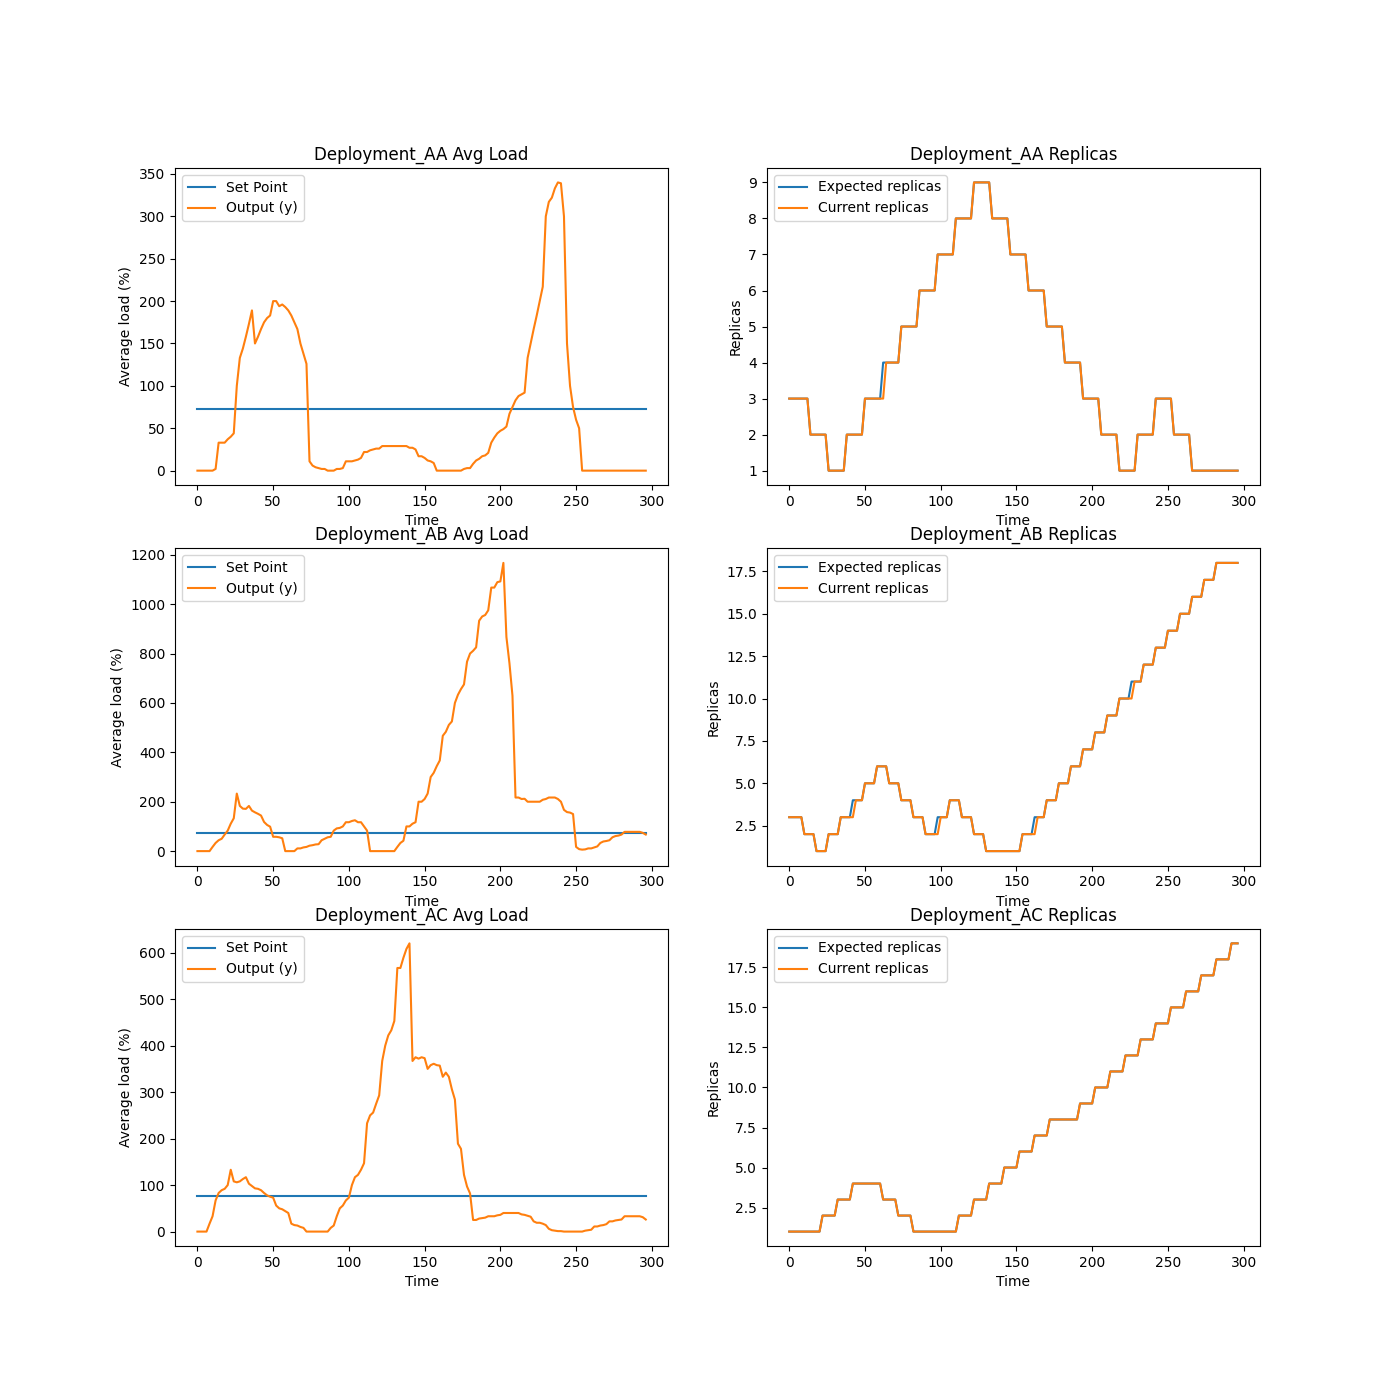 Deployment_AA Avg Load
Set Point
Output (y)
Average load (%)
350
300
250
200
150
100
50
0
0 50 100 150 200 250 300
Time
Deployment_AA Replicas
Expected replicas
Current replicas
Replicas
9
8
7
6
5
4
3
2
1
0 50 100 150 200 250 300
Time
Deployment_AB Avg Load
Set Point
Output (y)
Average load (%)
1200
1000
800
600
400
200
0
0 50 100 150 200 250 300
Time
Deployment_AB Replicas
Expected replicas
Current replicas
Replicas
17.5
15.0
12.5
10.0
7.5
5.0
2.5
0 50 100 150 200 250 300
Time
Deployment_AC Avg Load
Set Point
Output (y)
Average load (%)
600
500
400
300
200
100
0
0 50 100 150 200 250 300
Time
Deployment_AC Replicas
Expected replicas
Current replicas
Replicas
17.5
15.0
12.5
10.0
7.5
5.0
2.5
0 50 100 150 200 250 300
Time